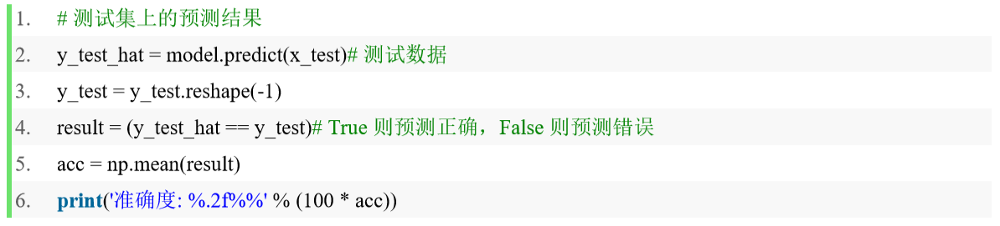 1. # 测试集上的预测结果
2. y_test_hat = model.predict(x_test)# 测试数据
3. y_test = y_test.reshape(-1)
4. result = (y_test_hat == y_test)# True 则预测正确，False 则预测错误
5. acc = np.mean(result)
6. print('准确度: %.2f%%' % (100 * acc))